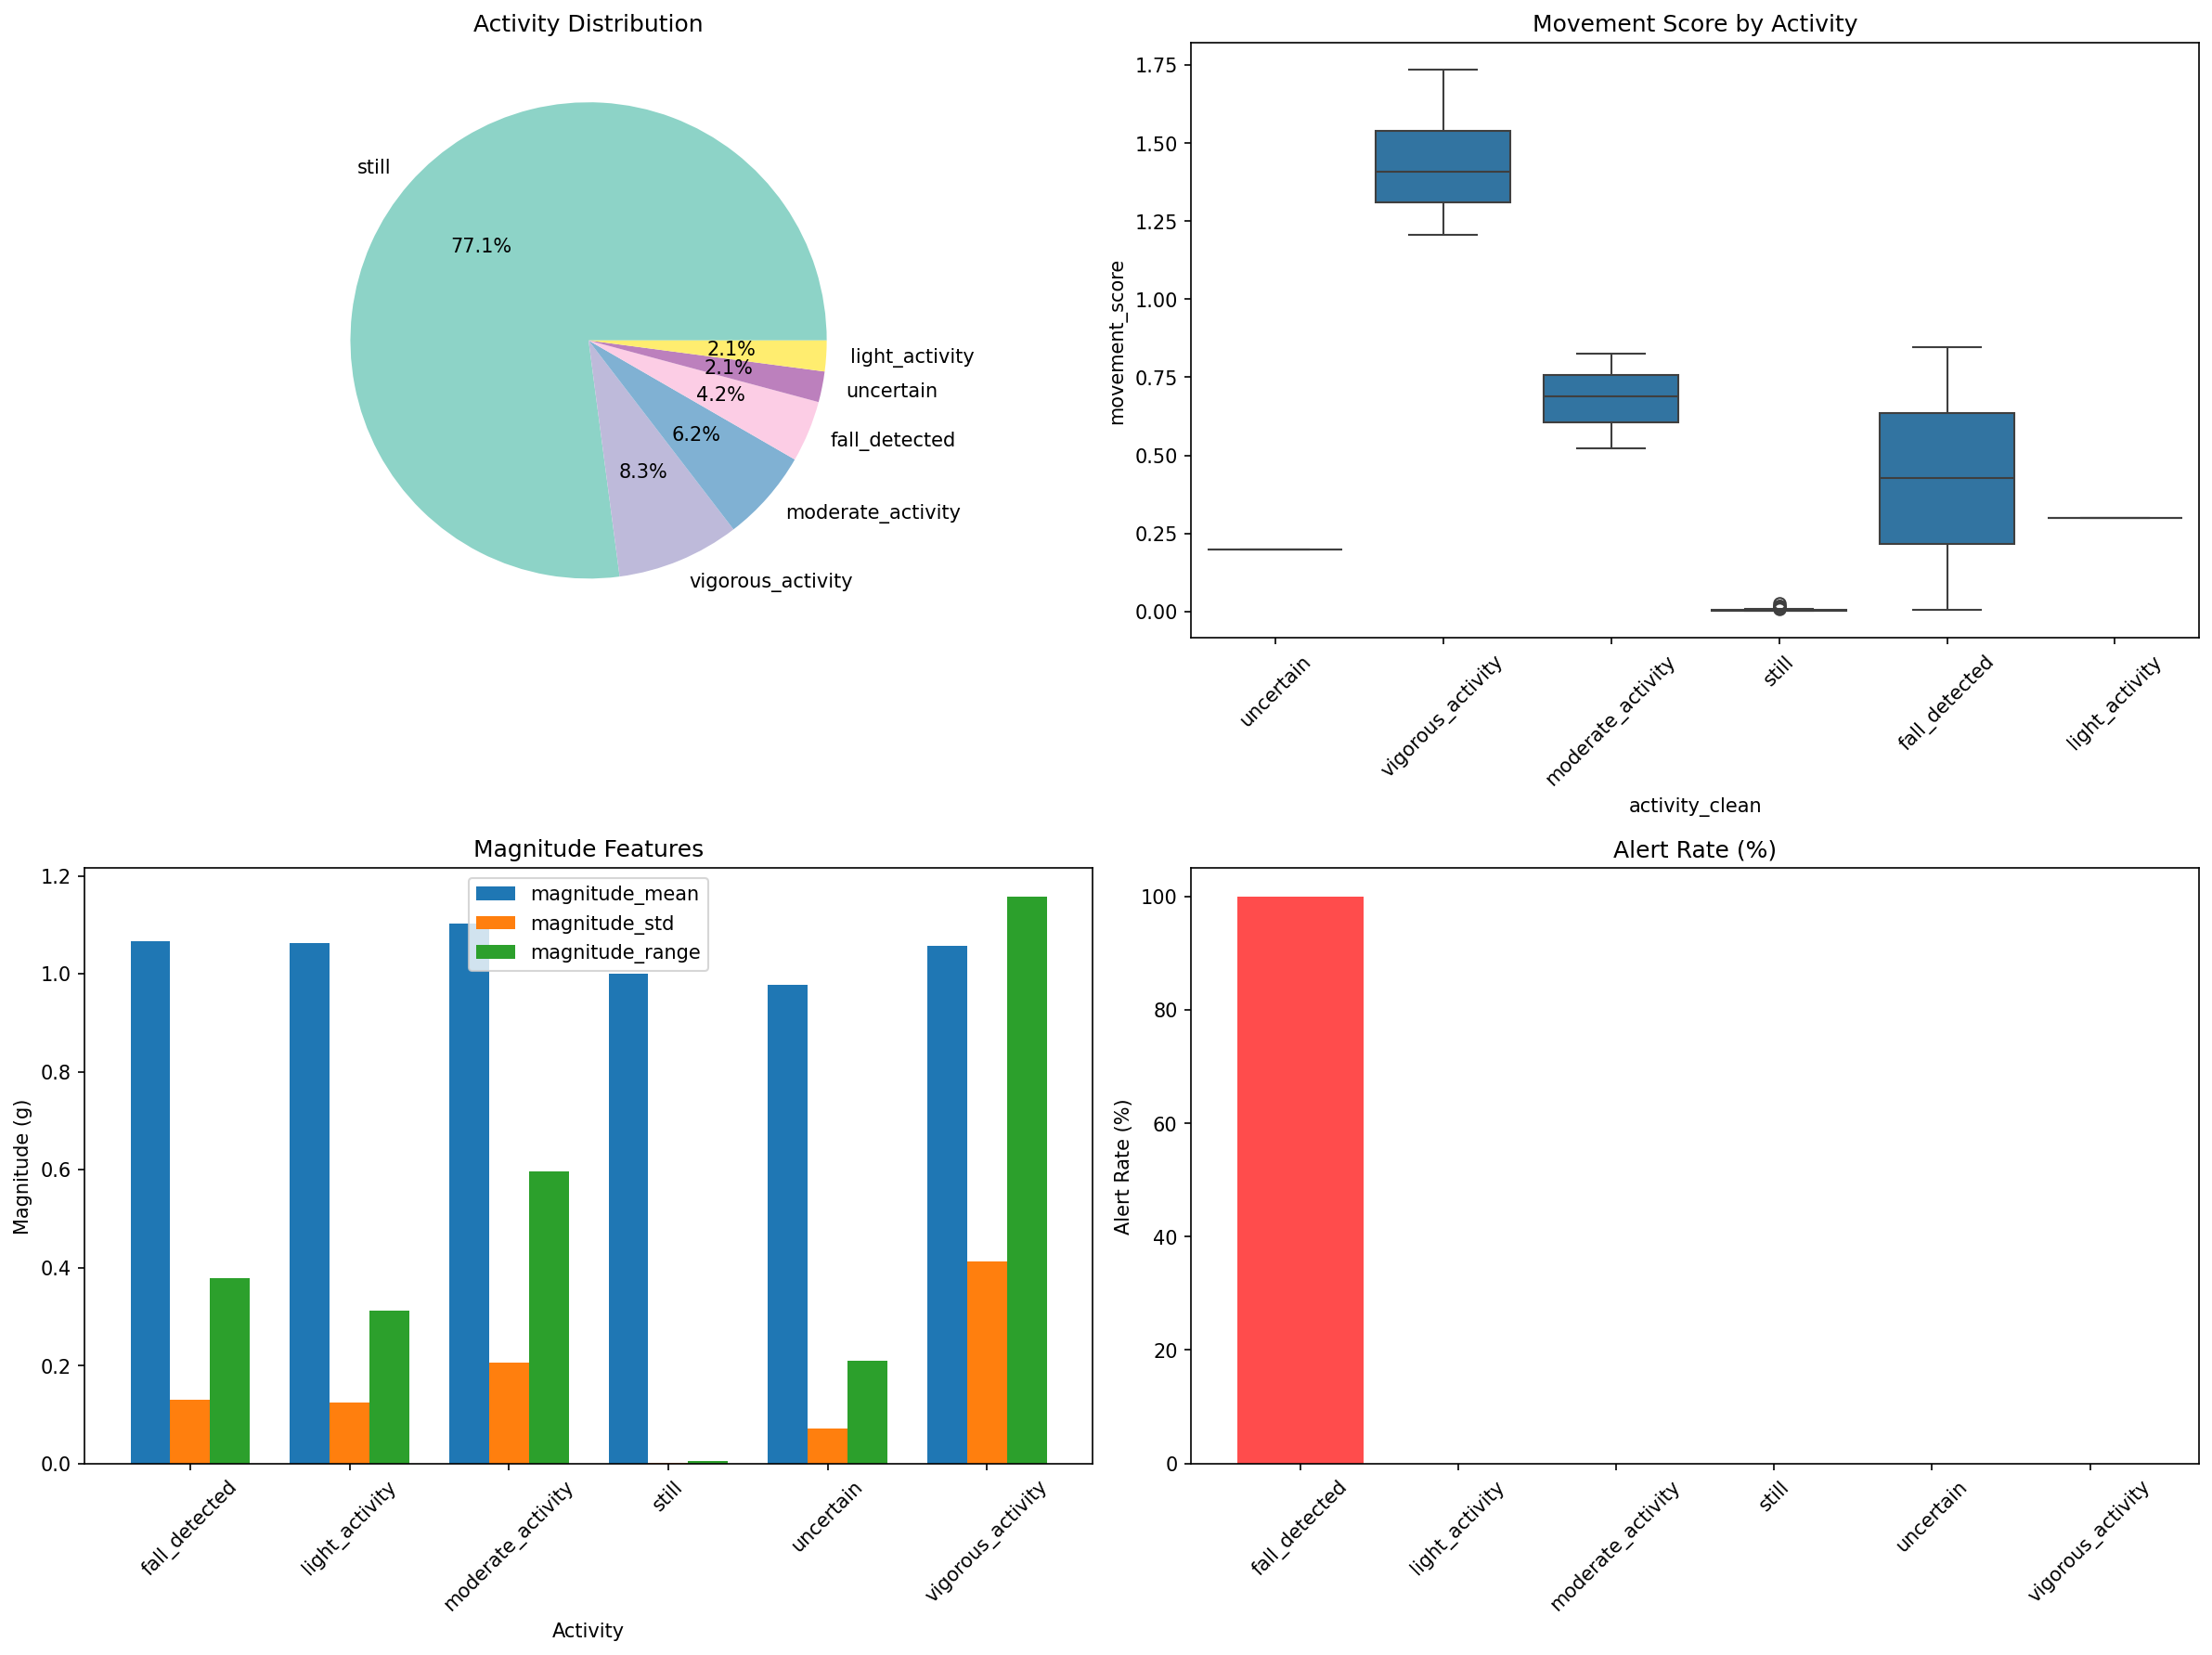 Activity Distribution
still
77.1%
2.1%
light_activity
2.1%
uncertain
4.2%
fall_detected
6.2%
moderate_activity
8.3%
vigorous_activity
Movement Score by Activity
movement_score
1.75
1.50
1.25
1.00
0.75
0.50
0.25
0.00
uncertain
vigorous_activity
moderate_activity
still
fall_detected
light_activity
activity_clean
Magnitude Features
magnitude_mean
magnitude_std
magnitude_range
Magnitude (g)
1.2
1.0
0.8
0.6
0.4
0.2
0.0
fall_detected
light_activity
moderate_activity
still
uncertain
vigorous_activity
Activity
Alert Rate (%)
Alert Rate (%)
100
80
60
40
20
0
fall_detected
light_activity
moderate_activity
still
uncertain
vigorous_activity